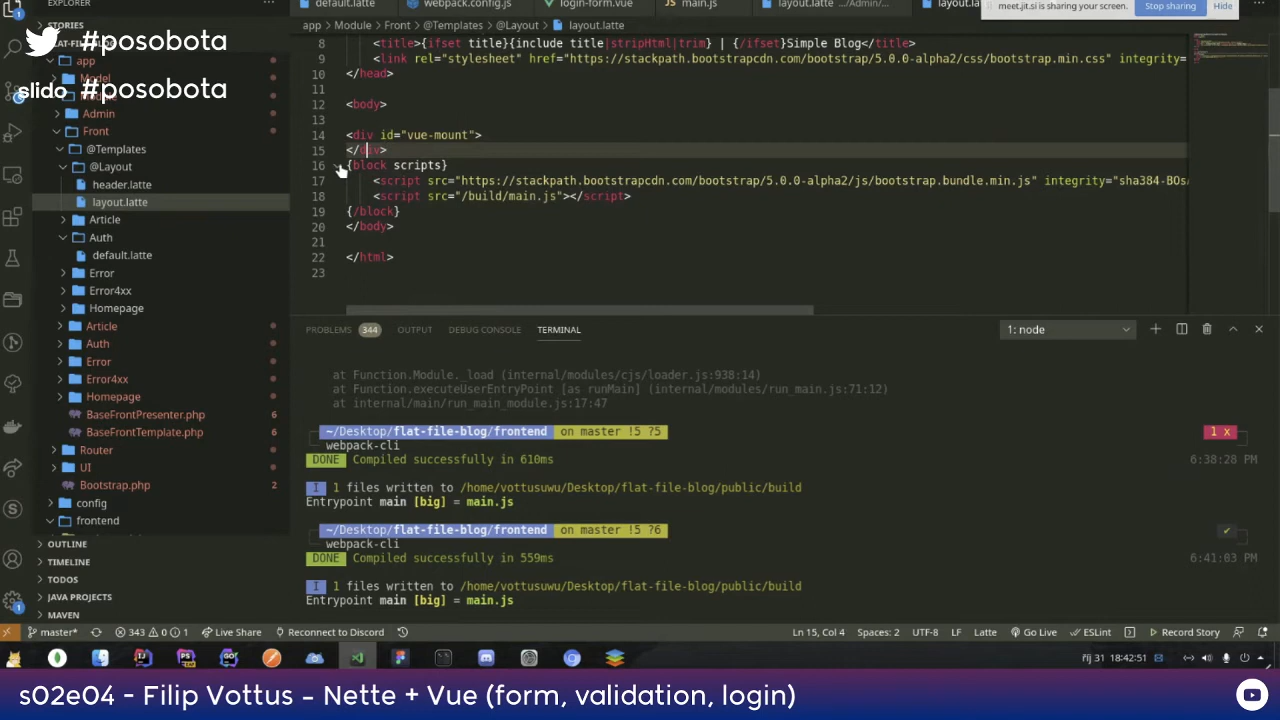 EXPLORER
default.latte
webpack.config.js
login-form.vue
main.js
layout.latte .../Admin/...
meet.jit.si is sharing your screen.
Stop sharing
Hide
STORIES
#posobota
slido #posobota
app
Model
Admin
Front
@Templates
@Layout
header.latte
layout.latte
Article
Auth
default.latte
Error
Error4xx
Homepage
Article
Auth
Error
Error4xx
Homepage
BaseFrontPresenter.php 6
BaseFrontTemplate.php 6
Router
UI
Bootstrap.php 2
config
frontend
OUTLINE
TIMELINE
TODOS
JAVA PROJECTS
MAVEN
app > Module > Front > @Templates > @Layout > layout.latte
8 <title>{ifset title}{include title|stripHtml|trim} | {/ifset}Simple Blog</title>
9 <link rel="stylesheet" href="https://stackpath.bootstrapcdn.com/bootstrap/5.0.0-alpha2/css/bootstrap.min.css" integrity=
10 </head>
11
12 <body>
13
14 <div id="vue-mount">
15 </div>
16 {block scripts}
17 <script src="https://stackpath.bootstrapcdn.com/bootstrap/5.0.0-alpha2/js/bootstrap.bundle.min.js" integrity="sha384-BOs
18 <script src="/build/main.js"></script>
19 {/block}
20 </body>
21
22 </html>
23
PROBLEMS 344 OUTPUT DEBUG CONSOLE TERMINAL
1: node
at Function.Module._load (internal/modules/cjs/loader.js:938:14)
at Function.executeUserEntryPoint [as runMain] (internal/modules/run_main.js:71:12)
at internal/main/run_main_module.js:17:47
~/Desktop/flat-file-blog/frontend on master !5 ?5 1 x
webpack-cli
DONE Compiled successfully in 610ms 6:38:28 PM
I 1 files written to /home/vottusuwu/Desktop/flat-file-blog/public/build
Entrypoint main [big] = main.js
~/Desktop/flat-file-blog/frontend on master !5 ?6 ✔
webpack-cli
DONE Compiled successfully in 559ms 6:41:03 PM
I 1 files written to /home/vottusuwu/Desktop/flat-file-blog/public/build
Entrypoint main [big] = main.js
master* 343 0 1 Live Share Reconnect to Discord Ln 15, Col 4 Spaces: 2 UTF-8 LF Latte Go Live ESLint Record Story
říj 31 18:42:51
s02e04 - Filip Vottus – Nette + Vue (form, validation, login)